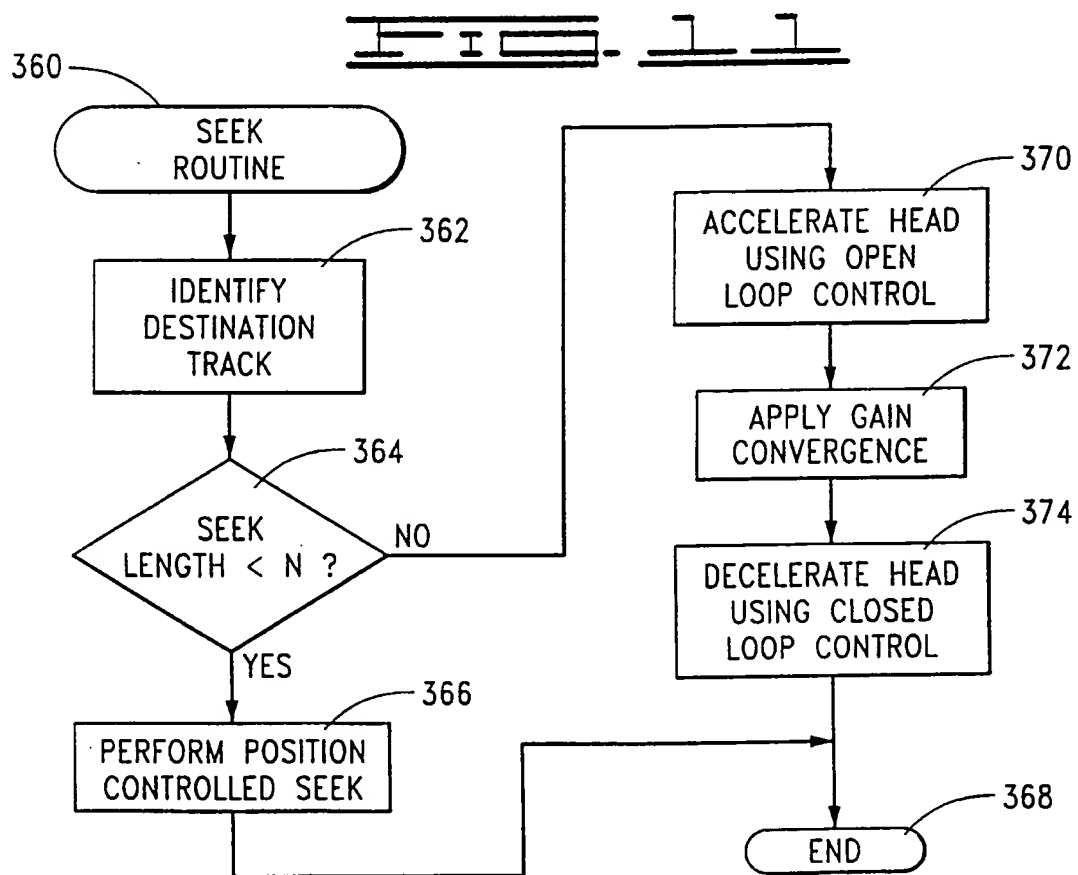 FIG. 11
360
SEEK
ROUTINE
362
IDENTIFY
DESTINATION
TRACK
364
SEEK
LENGTH < N ?
NO
YES
366
PERFORM POSITION
CONTROLLED SEEK
370
ACCELERATE HEAD
USING OPEN
LOOP CONTROL
372
APPLY GAIN
CONVERGENCE
374
DECELERATE HEAD
USING CLOSED
LOOP CONTROL
368
END